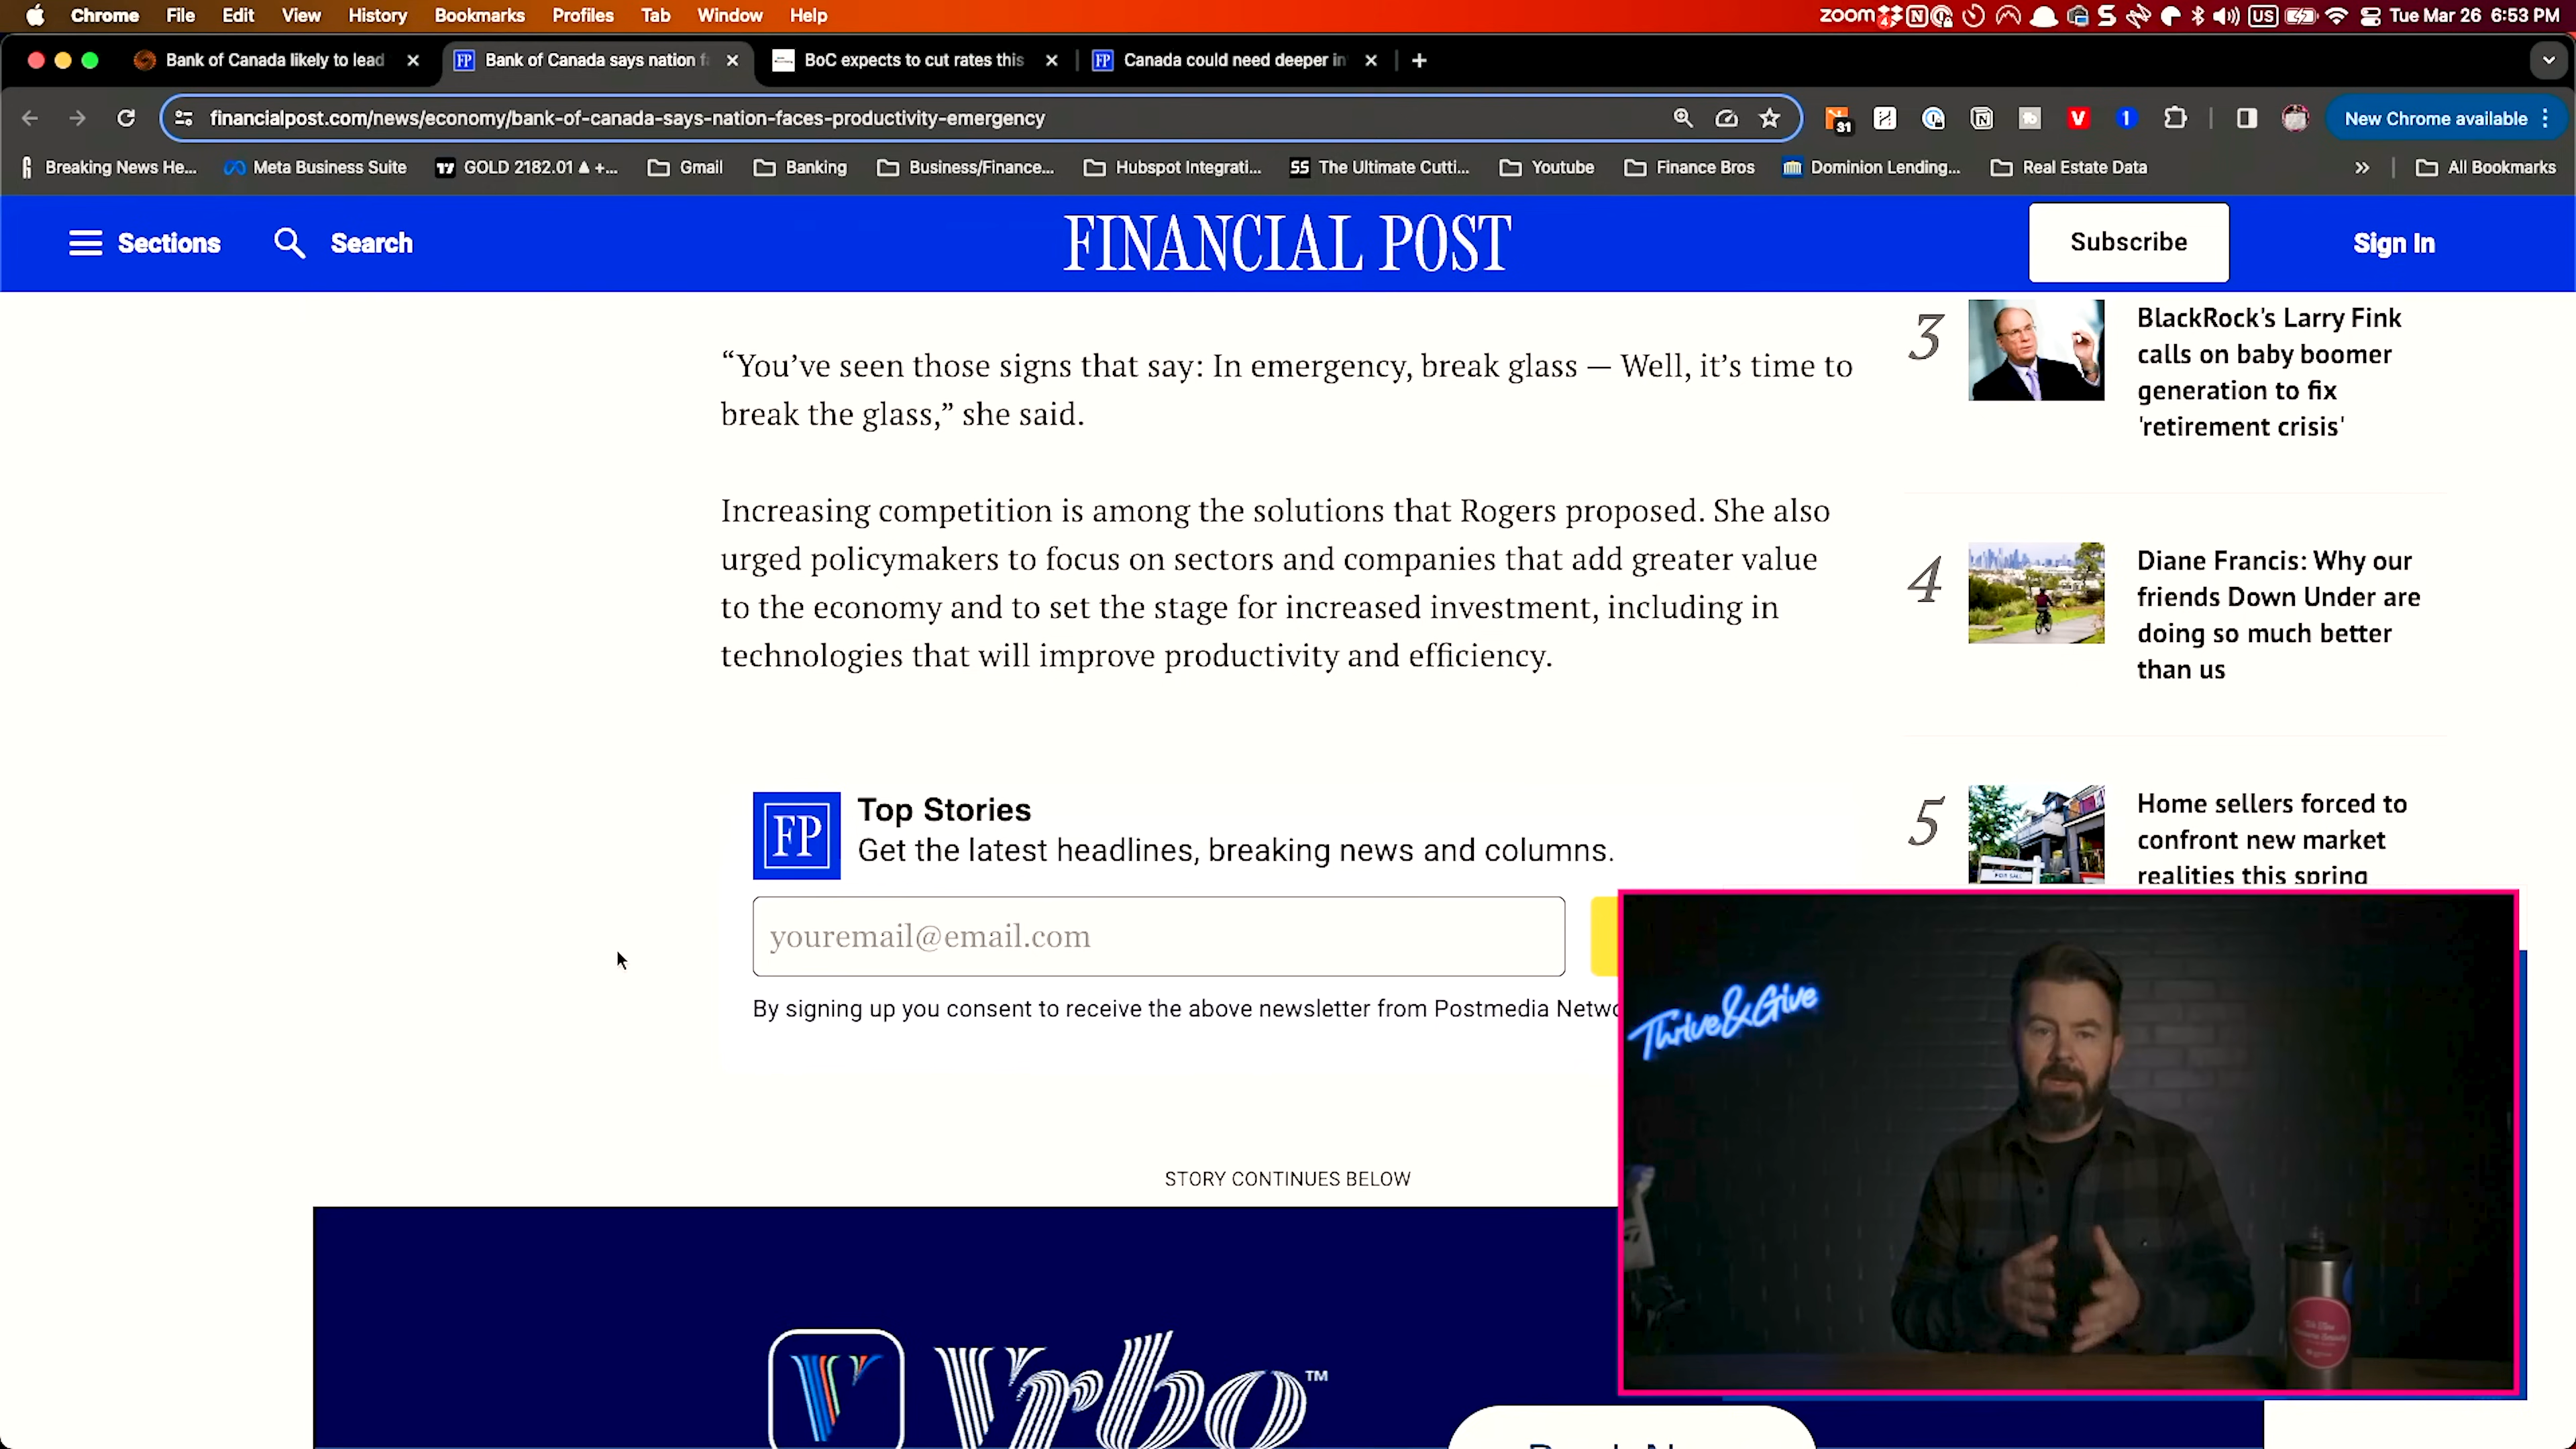 Chrome File Edit View History Bookmarks Profiles Tab Window Help
zoom US Tue Mar 26 6:53 PM
Bank of Canada likely to lead
Bank of Canada says nation f
BoC expects to cut rates this
Canada could need deeper in
financialpost.com/news/economy/bank-of-canada-says-nation-faces-productivity-emergency
31
New Chrome available
Breaking News He...
Meta Business Suite
GOLD 2182.01 ▲ +...
Gmail
Banking
Business/Finance...
Hubspot Integrati...
SS The Ultimate Cutti...
Youtube
Finance Bros
Dominion Lending...
Real Estate Data
» All Bookmarks
Sections
Search
FINANCIAL POST
Subscribe
Sign In
“You’ve seen those signs that say: In emergency, break glass — Well, it’s time to
break the glass,” she said.
Increasing competition is among the solutions that Rogers proposed. She also
urged policymakers to focus on sectors and companies that add greater value
to the economy and to set the stage for increased investment, including in
technologies that will improve productivity and efficiency.
FP
Top Stories
Get the latest headlines, breaking news and columns.
youremail@email.com
By signing up you consent to receive the above newsletter from Postmedia Netwo
STORY CONTINUES BELOW
Vrbo™
3
BlackRock's Larry Fink
calls on baby boomer
generation to fix
'retirement crisis'
4
Diane Francis: Why our
friends Down Under are
doing so much better
than us
5
Home sellers forced to
confront new market
realities this spring
Thrive&Give